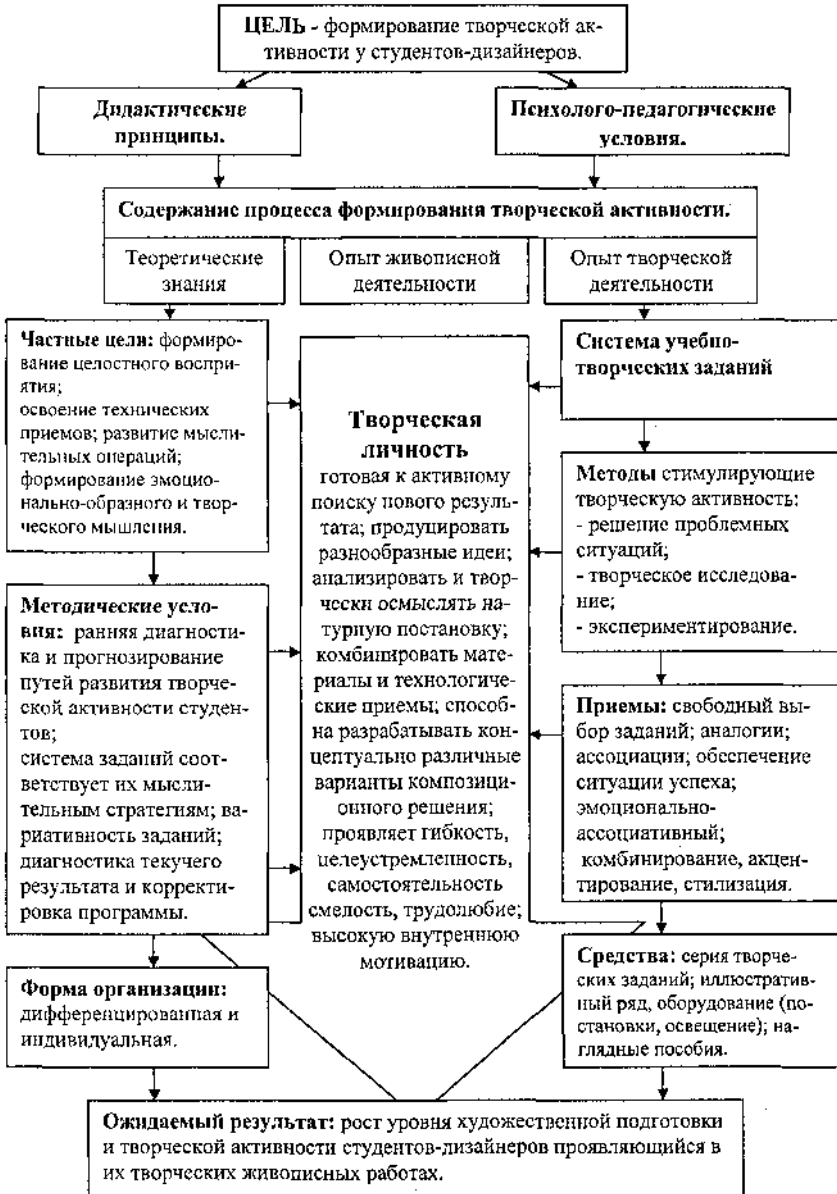 ЦЕЛЬ - формирование творческой ак-
тивности у студентов-дизайнеров.
Дидактические
принципы.
Психолого-педагогические
условия.
Содержание процесса формирования творческой активности.
Теоретические
знания
Опыт живописной
деятельности
Опыт творческой
деятельности
Частные цели: формиро-
вание целостного воспри-
ятия;
освоение технических
приемов; развитие мысли-
тельных операций;
формирование эмоцио-
нально-образного и твор-
ческого мышления.
Методические усло-
вия: ранняя диагности-
ка и прогнозирование
путей развития творче-
ской активности студен-
тов;
система заданий соот-
ветствует их мысли-
тельным стратегиям; ва-
риативность заданий;
диагностика текучего
результата и корректи-
ровка программы.
Форма организации:
дифференцированная и
индивидуальная.
Творческая
личность
готовая к активному
поиску нового резуль-
тата; продуцировать
разнообразные идеи;
анализировать и твор-
чески осмыслять на-
турную постановку;
комбинировать мате-
риалы и технологиче-
ские приемы; способ-
на разрабатывать кон-
цептуально различные
варианты композици-
онного решения;
проявляет гибкость,
целеустремленность,
самостоятельность
смелость, трудолюбие;
высокую внутреннюю
мотивацию.
Система учебно-
творческих заданий
Методы стимулирующие
творческую активность:
- решение проблемных
ситуаций;
- творческое исследова-
ние;
- экспериментирование.
Приемы: свободный вы-
бор заданий; аналогии;
ассоциации; обеспечение
ситуации успеха;
эмоционально-
ассоциативный;
комбинирование, акцен-
тирование, стилизация.
Средства: серия творче-
ских заданий; иллюстратив-
ный ряд, оборудование (по-
становки, освещение); на-
глядные пособия.
Ожидаемый результат: рост уровня художественной подготовки
и творческой активности студентов-дизайнеров проявляющийся в
их творческих живописных работах.